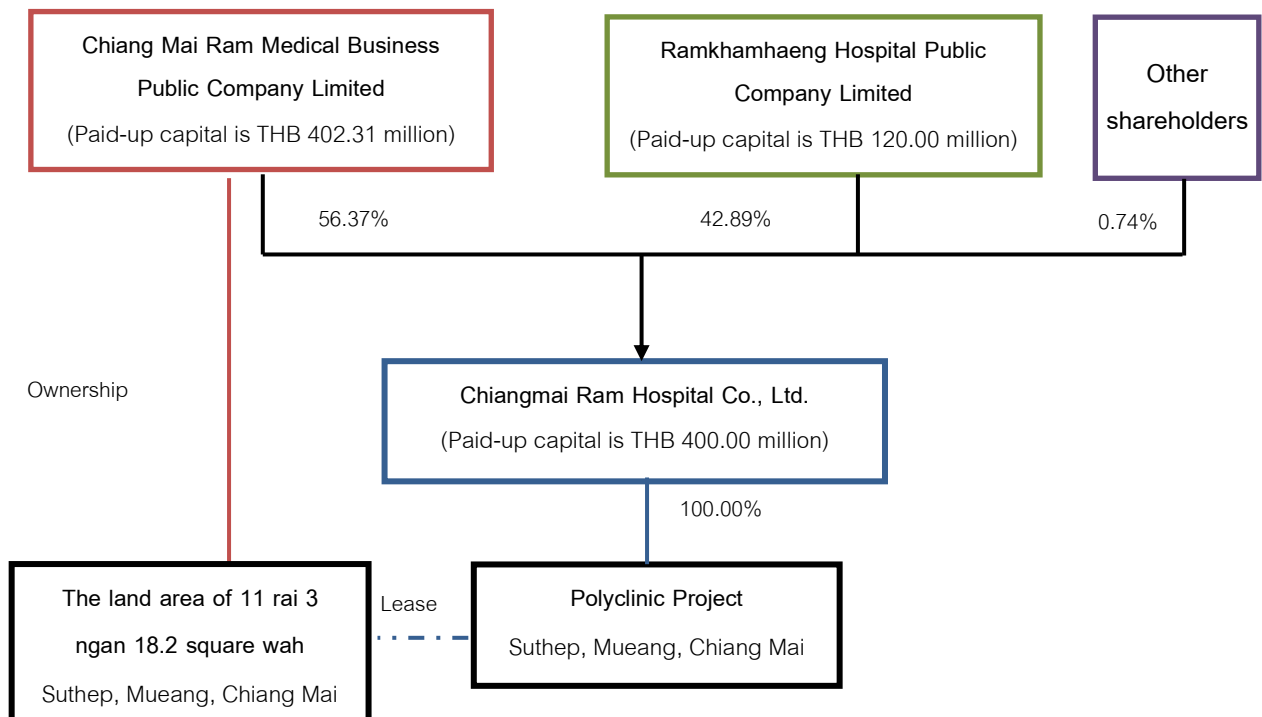 Chiang Mai Ram Medical Business
Public Company Limited
(Paid-up capital is THB 402.31 million)
Ramkhamhaeng Hospital Public
Company Limited
(Paid-up capital is THB 120.00 million)
Other
shareholders
56.37%
42.89%
0.74%
Ownership
Chiangmai Ram Hospital Co., Ltd.
(Paid-up capital is THB 400.00 million)
100.00%
The land area of 11 rai 3
ngan 18.2 square wah
Suthep, Mueang, Chiang Mai
Lease
Polyclinic Project
Suthep, Mueang, Chiang Mai